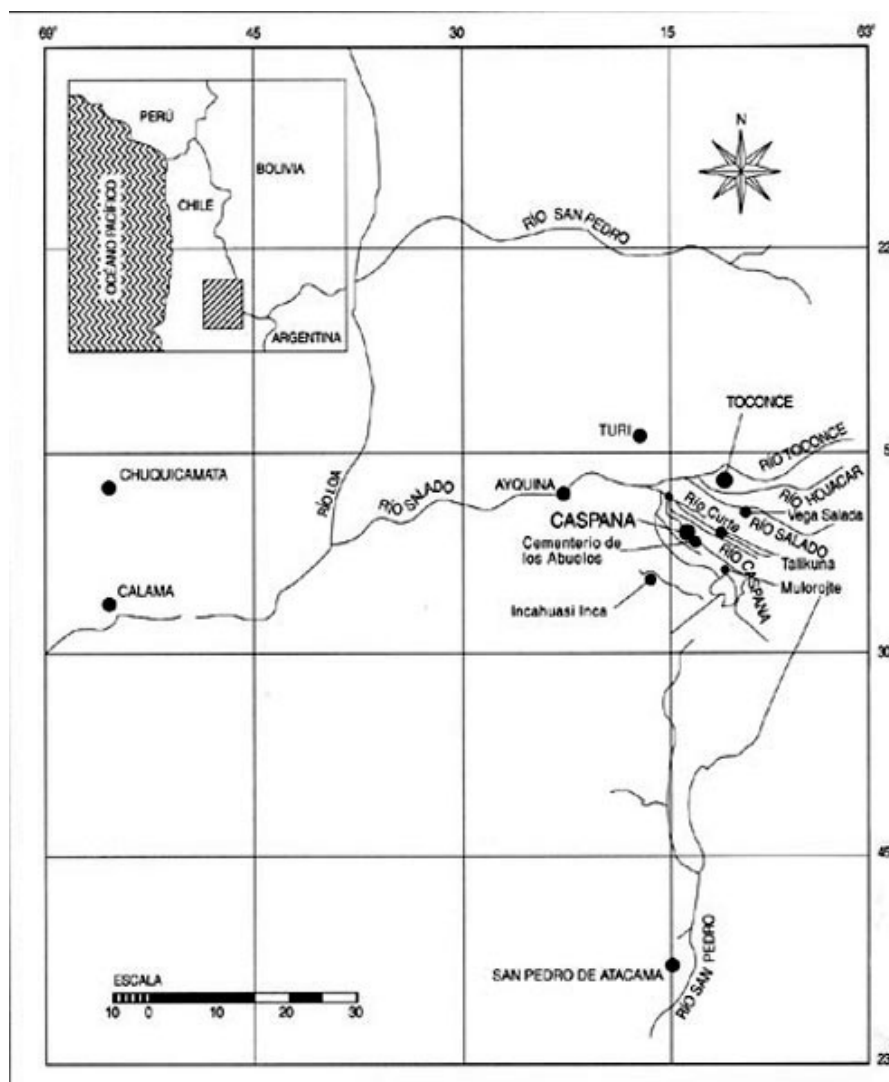 69°
45
30
15
63°
PERÚ
BOLIVIA
CHILE
OCÉANO PACÍFICO
ARGENTINA
N
RÍO SAN PEDRO
22
TOCONCE
TURI
RÍO TOCONCE
5
CHUQUICAMATA
RÍO LOA
RÍO SALADO
AYQUINA
RÍO HOJACAR
Río Curte
Vega Salada
RÍO SALADO
CASPANA
Cementerio de
los Abuelos
Talikuna
RÍO CASPANA
Mulorojte
CALAMA
Incahuasi Inca
30
45
SAN PEDRO DE ATACAMA
RÍO SAN PEDRO
ESCALA
10 0 10 20 30
23